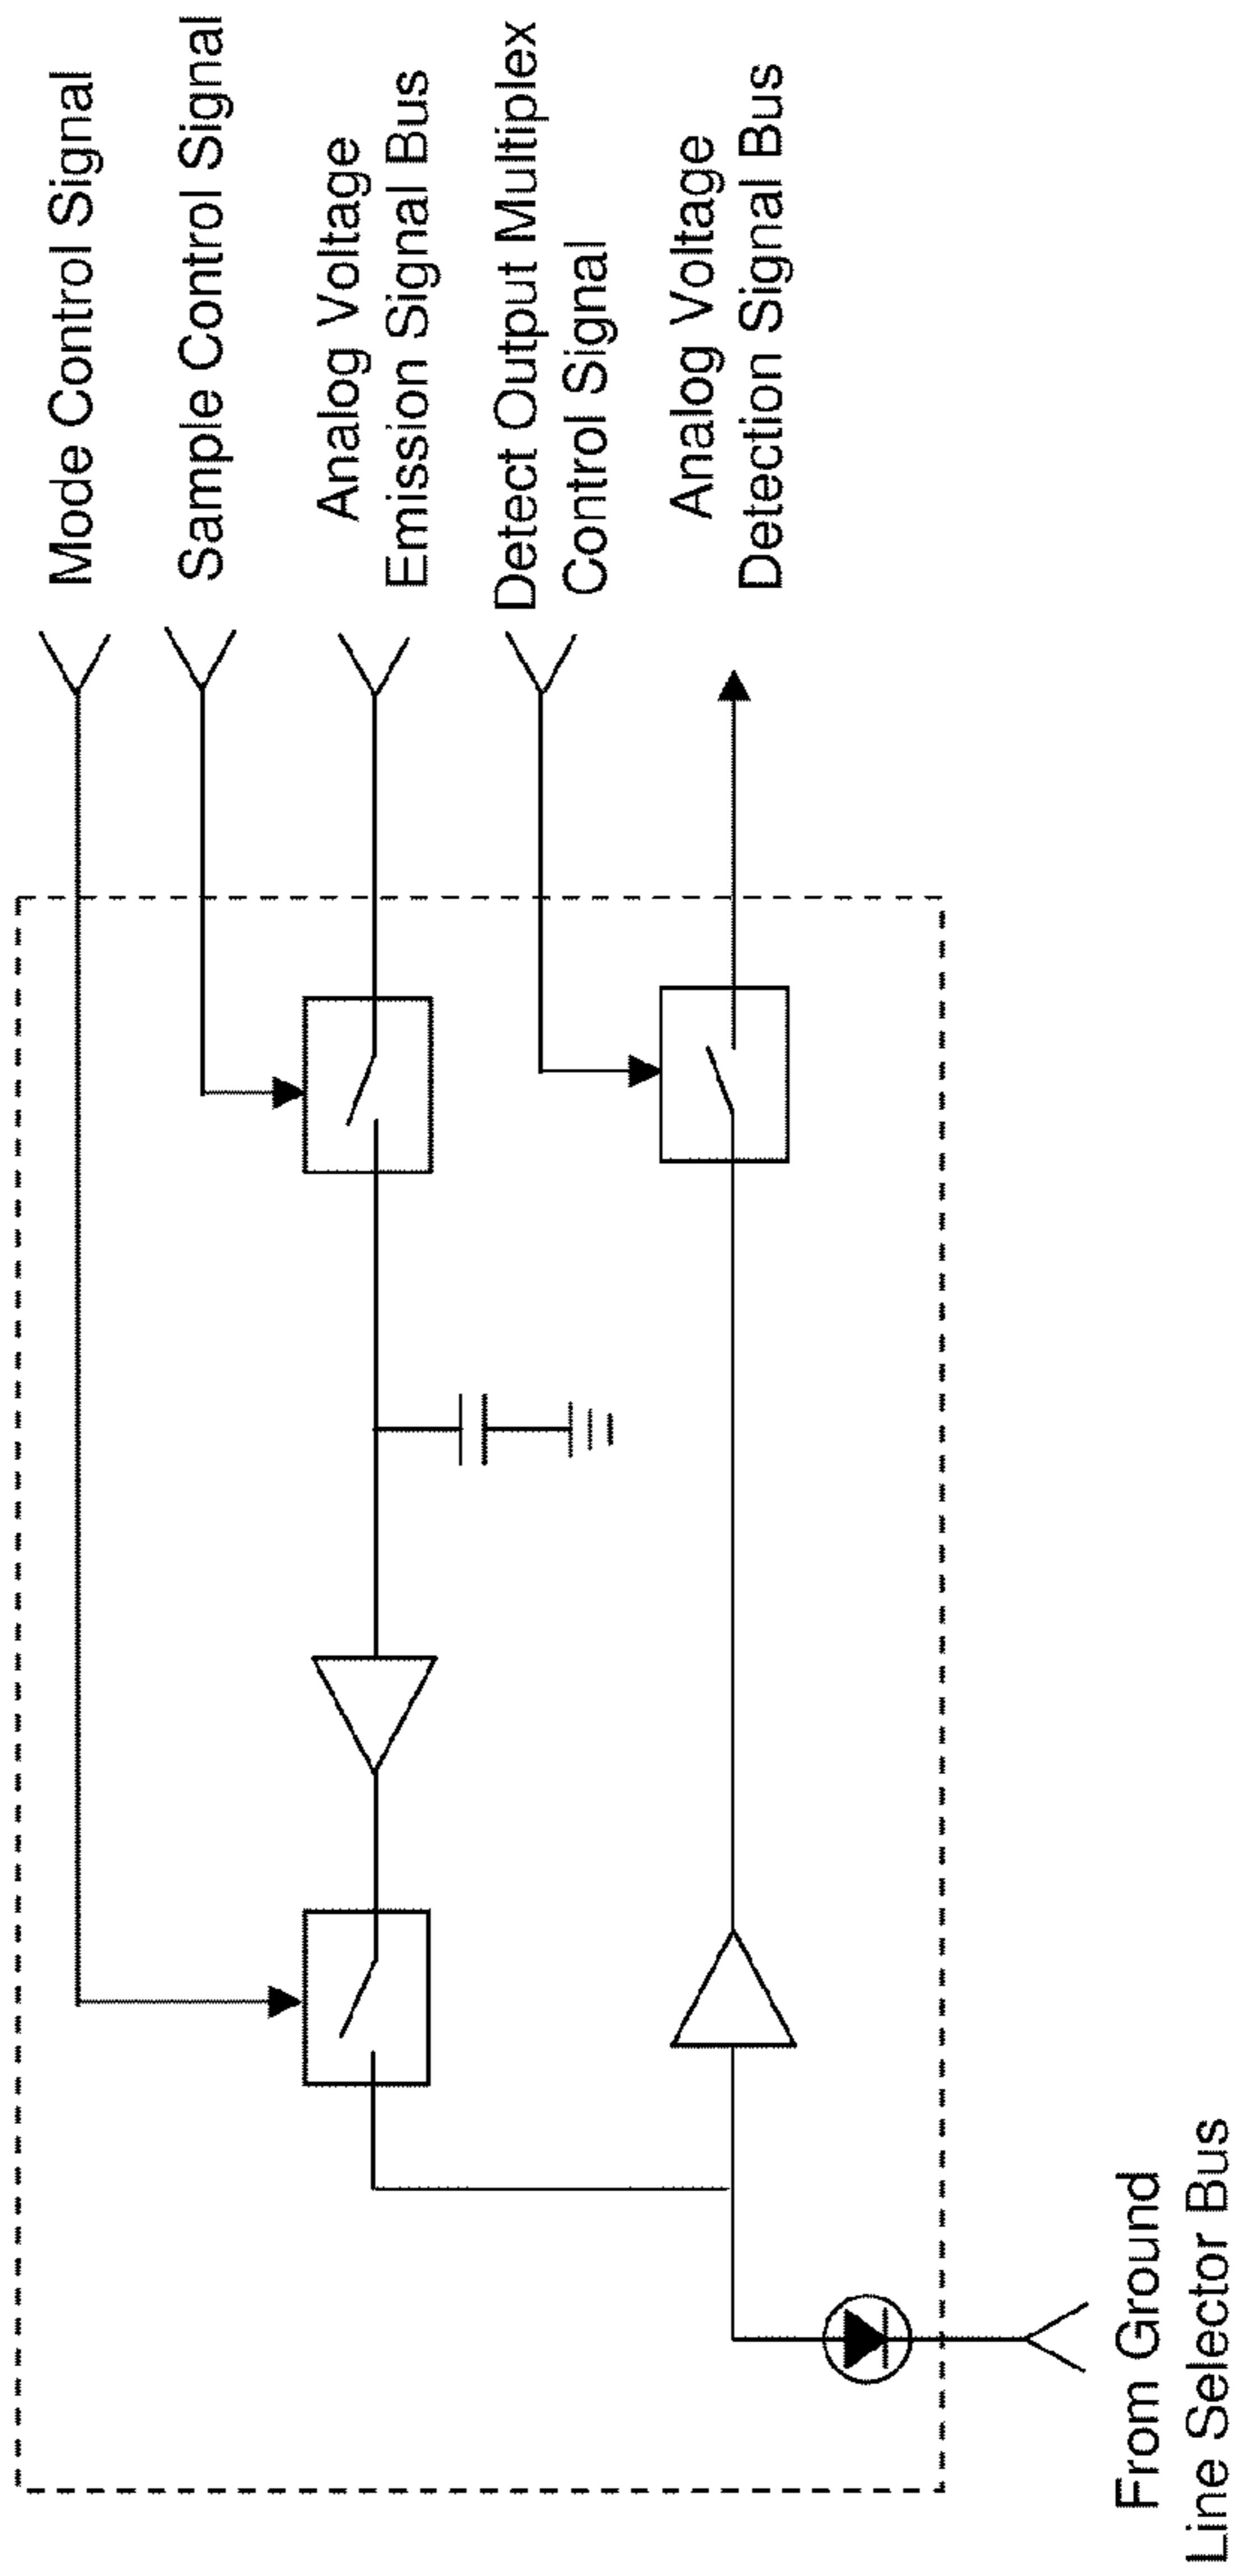 Mode Control Signal
Sample Control Signal
Analog Voltage
Emission Signal Bus
Detect Output Multiplex
Control Signal
Analog Voltage
Detection Signal Bus
From Ground
Line Selector Bus